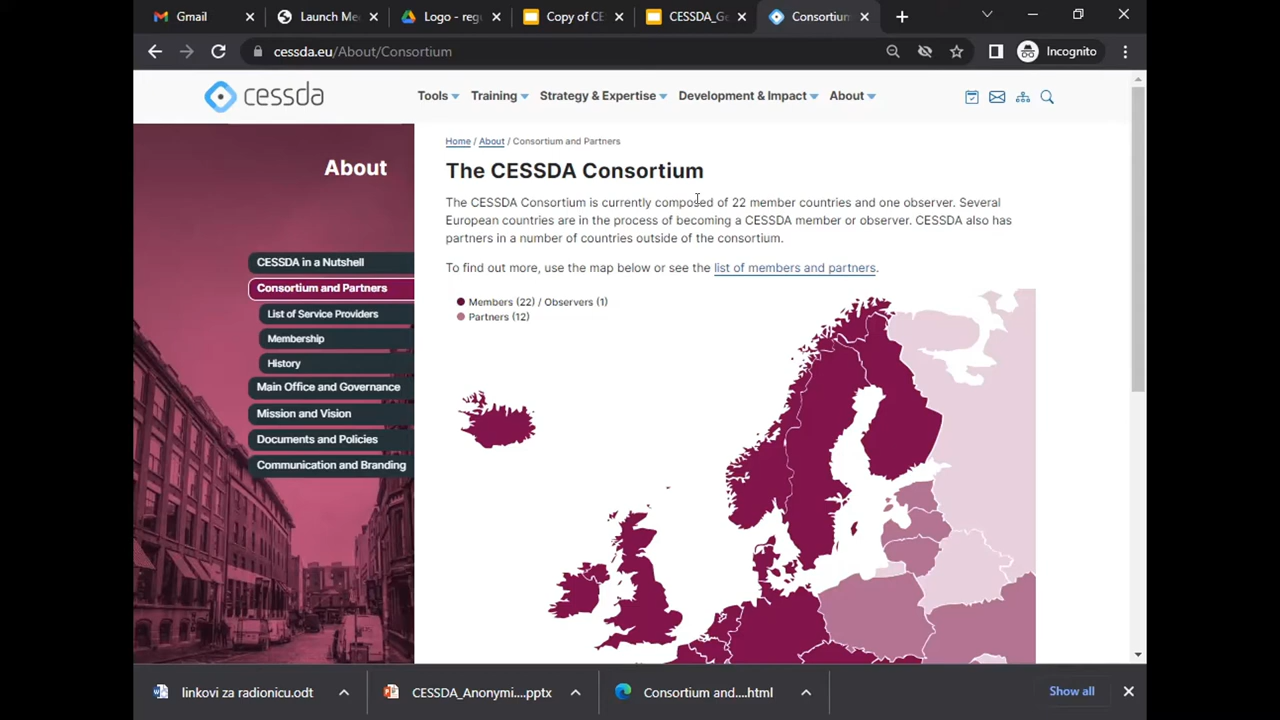 Gmail
Launch Me
Logo - reg
Copy of CE
CESSDA_Ge
Consortium
cessda.eu/About/Consortium
Incognito
cessda
Tools
Training
Strategy & Expertise
Development & Impact
About
About
CESSDA in a Nutshell
Consortium and Partners
List of Service Providers
Membership
History
Main Office and Governance
Mission and Vision
Documents and Policies
Communication and Branding
Home / About / Consortium and Partners
The CESSDA Consortium
The CESSDA Consortium is currently composed of 22 member countries and one observer. Several
European countries are in the process of becoming a CESSDA member or observer. CESSDA also has
partners in a number of countries outside of the consortium.
To find out more, use the map below or see the list of members and partners.
Members (22) / Observers (1)
Partners (12)
linkovi za radionicu.odt
CESSDA_Anonymi....pptx
Consortium and....html
Show all